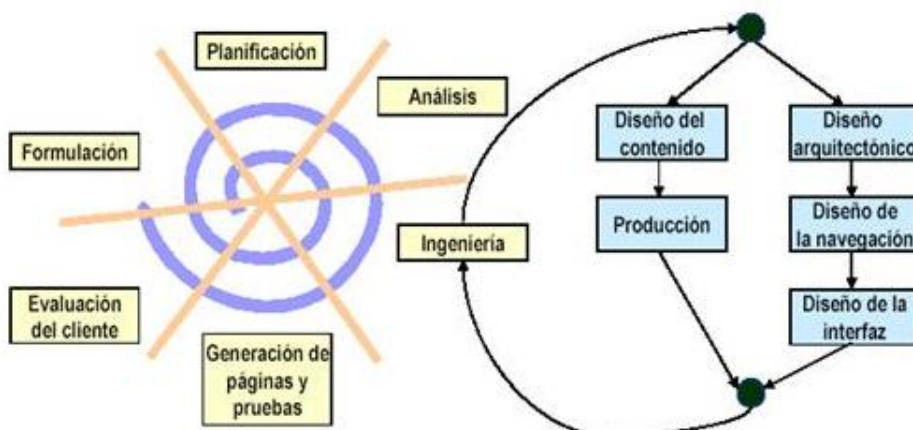 Planificación
Análisis
Formulación
Ingeniería
Evaluación
del cliente
Generación de
páginas y
pruebas
Diseño del
contenido
Producción
Diseño
arquitectónico
Diseño de
la navegación
Diseño de la
interfaz